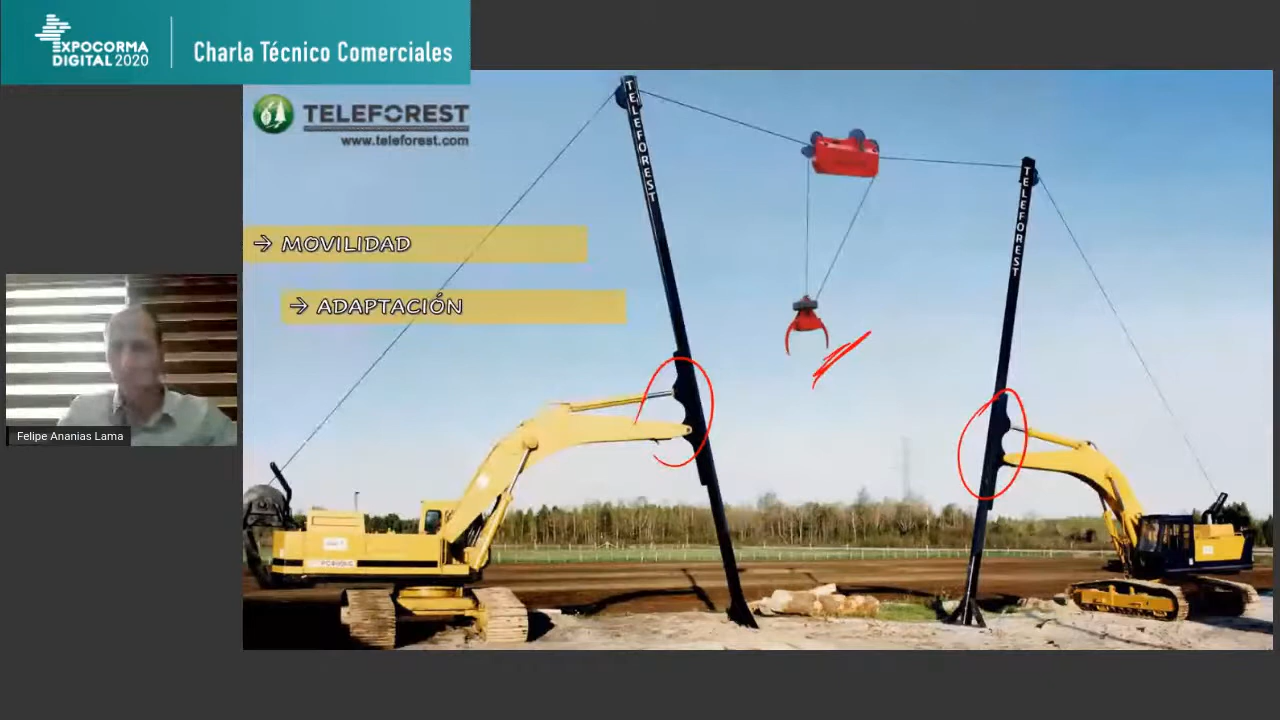 EXPOCORMA
DIGITAL 2020
Charla Técnico Comerciales
TELEFOREST
www.teleforest.com
TELEFOREST
TELEFOREST
→ MOVILIDAD
→ ADAPTACIÓN
Felipe Ananias Lama